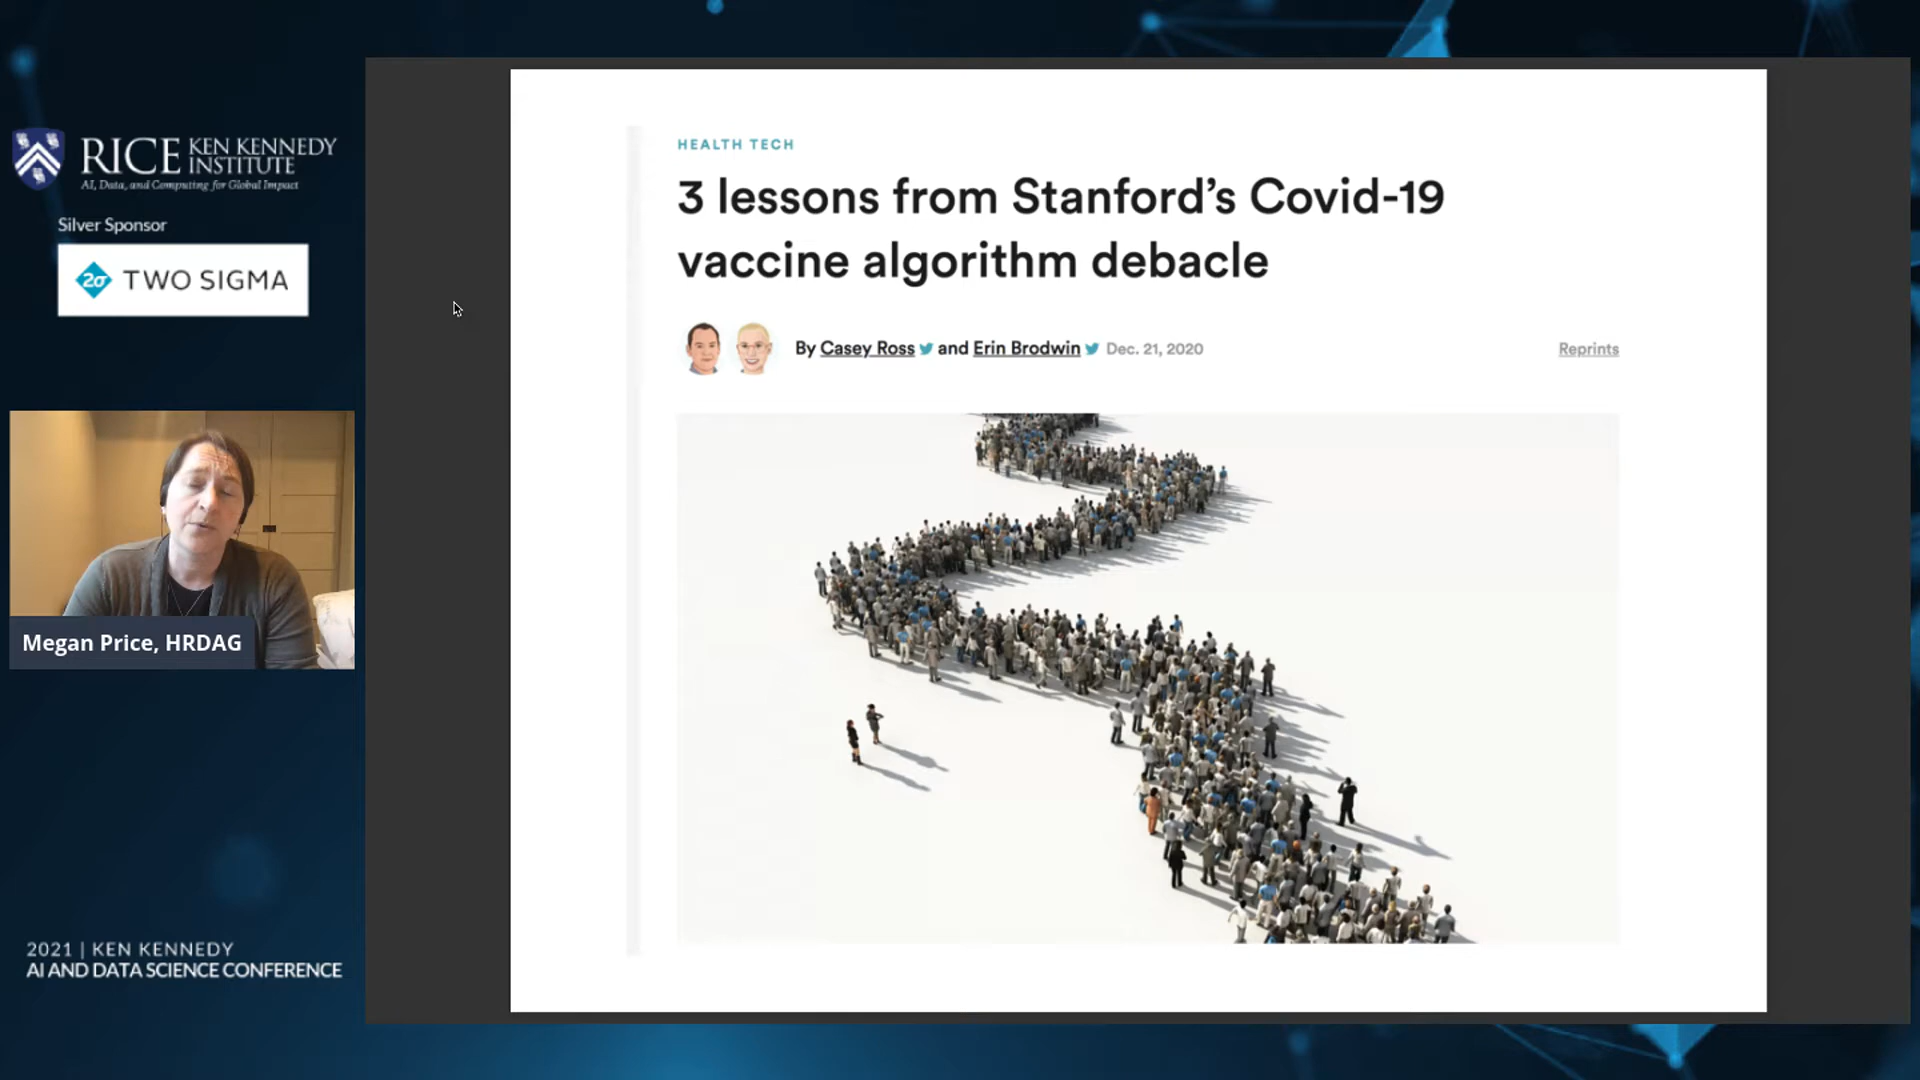 RICE KEN KENNEDY
INSTITUTE
AI, Data, and Computing for Global Impact
Silver Sponsor
2σ TWO SIGMA
Megan Price, HRDAG
2021 | KEN KENNEDY
AI AND DATA SCIENCE CONFERENCE
HEALTH TECH
3 lessons from Stanford’s Covid-19
vaccine algorithm debacle
By Casey Ross and Erin Brodwin Dec. 21, 2020
Reprints